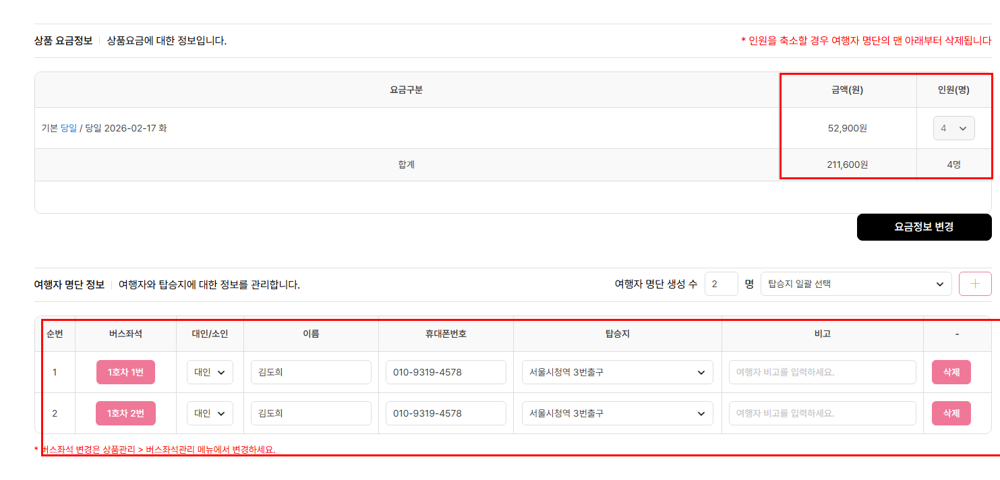 상품 요금정보 상품요금에 대한 정보입니다. * 인원을 축소할 경우 여행자 명단의 맨 아래부터 삭제됩니다
요금구분 금액(원) 인원(명)
기본 당일 / 당일 2026-02-17 화 52,900원 4
합계 211,600원 4명
요금정보 변경
여행자 명단 정보 여행자와 탑승지에 대한 정보를 관리합니다. 여행자 명단 생성 수 2 명 탑승지 일괄 선택 +
순번 버스좌석 대인/소인 이름 휴대폰번호 탑승지 비고 -
1 1호차 1번 대인 김도희 010-9319-4578 서울시청역 3번출구 여행자 비고를 입력하세요. 삭제
2 1호차 2번 대인 김도희 010-9319-4578 서울시청역 3번출구 여행자 비고를 입력하세요. 삭제
* 버스좌석 변경은 상품관리 > 버스좌석관리 메뉴에서 변경하세요.